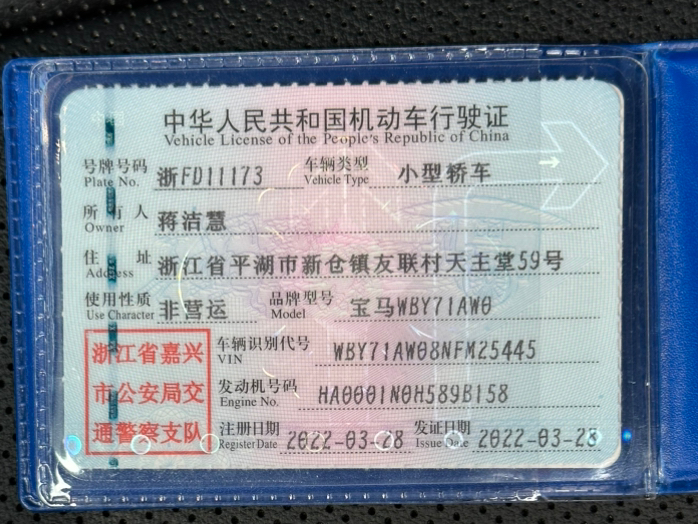 中华人民共和国机动车行驶证
Vehicle License of the People's Republic of China
号牌号码 浙FD11173 车辆类型 小型轿车
Plate No. Vehicle Type
所有人 蒋洁慧
Owner
住址 浙江省平湖市新仓镇友联村天主堂59号
Address
使用性质 非营运 品牌型号 宝马WBY71AW0
Use Character Model
浙江省嘉兴
市公安局交
通警察支队
车辆识别代号 WBY71AW08NFM25445
VIN
发动机号码 HA0001N0H589B158
Engine No.
注册日期 2022-03-28 发证日期 2022-03-28
Register Date Issue Date